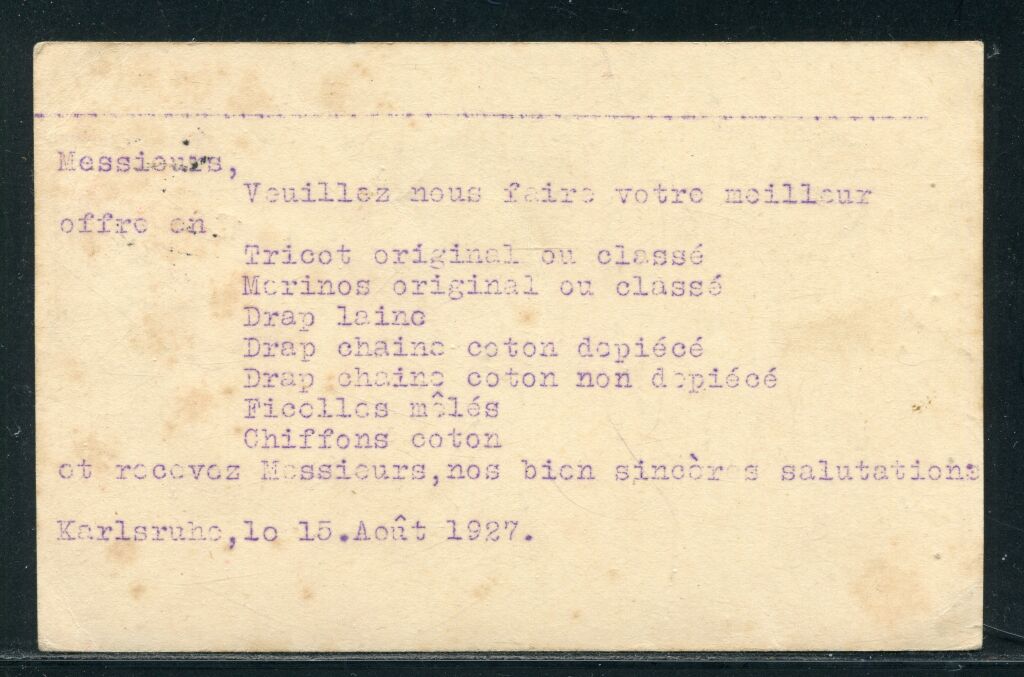 Messieurs,
Veuillez nous faire votre meilleur
offre en
Tricot original ou classé
Merinos original ou classé
Drap laine
Drap chaine coton depiécé
Drap chaine coton non depiécé
Ficelles mêlés
Chiffons coton
et recevez Messieurs,nos bien sincères salutations
Karlsruhe,le 15.Août 1927.